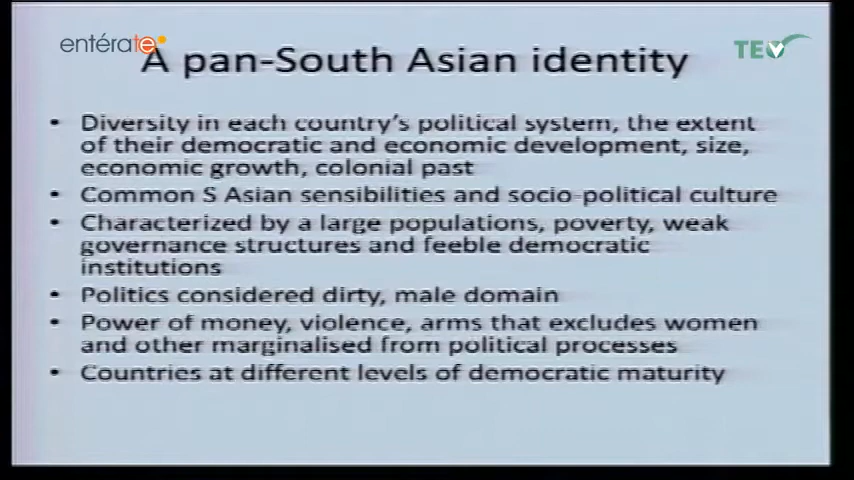 entérate
TEV
A pan-South Asian identity
• Diversity in each country's political system, the extent
of their democratic and economic development, size,
economic growth, colonial past
• Common S Asian sensibilities and socio-political culture
• Characterized by a large populations, poverty, weak
governance structures and feeble democratic
institutions
• Politics considered dirty, male domain
• Power of money, violence, arms that excludes women
and other marginalised from political processes
• Countries at different levels of democratic maturity